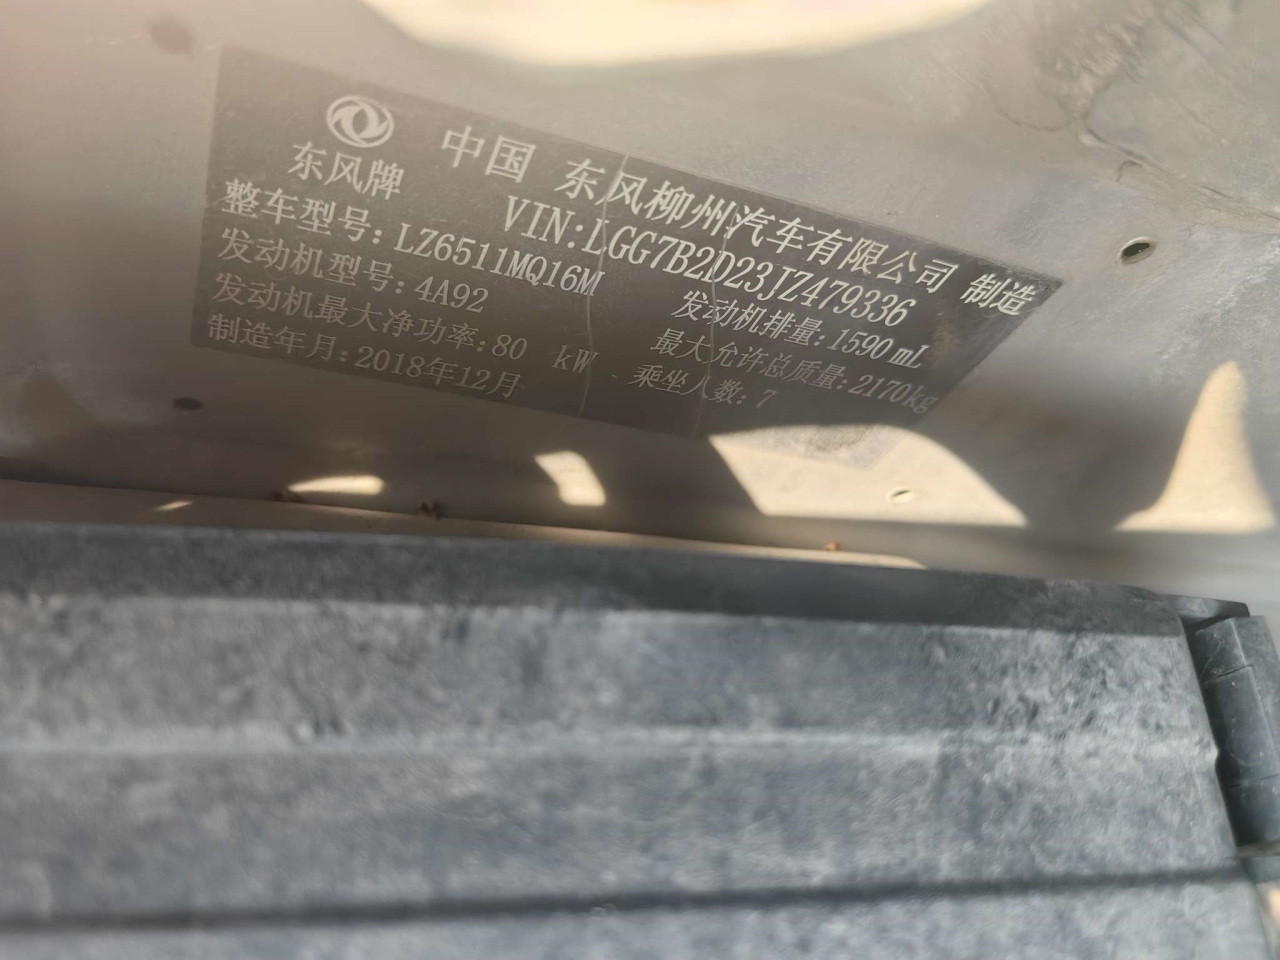 中国 东风柳州汽车有限公司 制造
东风牌 VIN:LGG7B2D23JZ479336
整车型号:LZ6511MQ16M
发动机型号:4A92 发动机排量:1590mL
发动机最大净功率:80 kW 最大允许总质量:2170kg
制造年月:2018年12月 乘坐人数:7